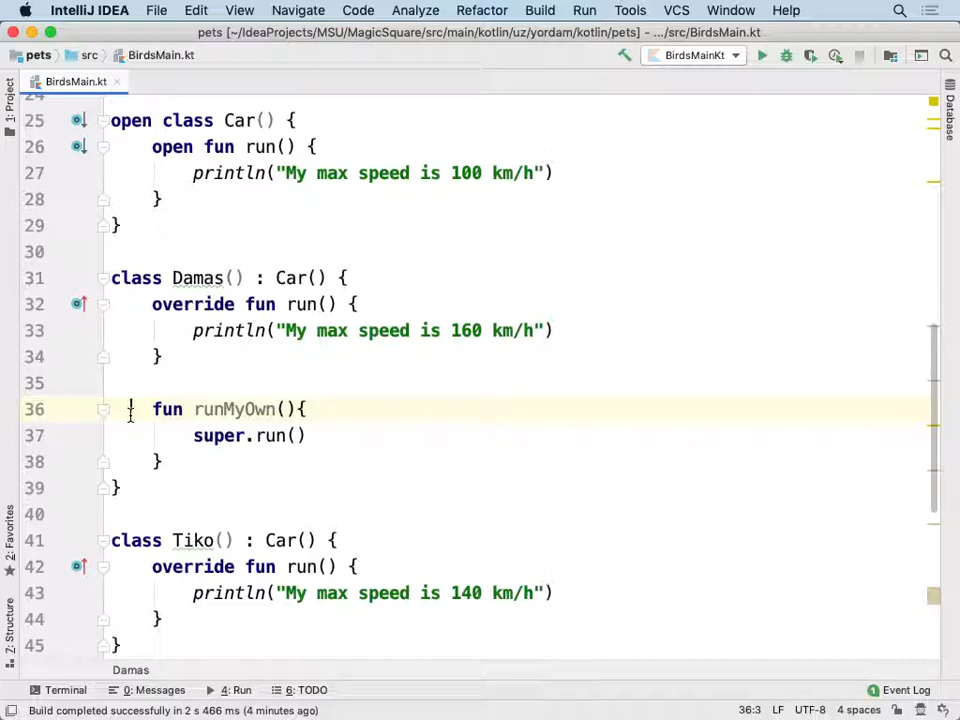 IntelliJ IDEA File Edit View Navigate Code Analyze Refactor Build Run Tools VCS Window Help
pets [~/IdeaProjects/MSU/MagicSquare/src/main/kotlin/uz/yordam/kotlin/pets] - .../src/BirdsMain.kt
pets src BirdsMain.kt BirdsMainKt
BirdsMain.kt
1: Project
Database
24
25 open class Car() {
26 open fun run() {
27 println("My max speed is 100 km/h")
28 }
29 }
30
31 class Damas() : Car() {
32 override fun run() {
33 println("My max speed is 160 km/h")
34 }
35
36 fun runMyOwn(){
37 super.run()
38 }
39 }
40
41 class Tiko() : Car() {
42 override fun run() {
43 println("My max speed is 140 km/h")
44 }
45 }
2: Favorites
7: Structure
Damas
Terminal 0: Messages 4: Run 6: TODO 1 Event Log
Build completed successfully in 2 s 466 ms (4 minutes ago) 36:3 LF UTF-8 4 spaces